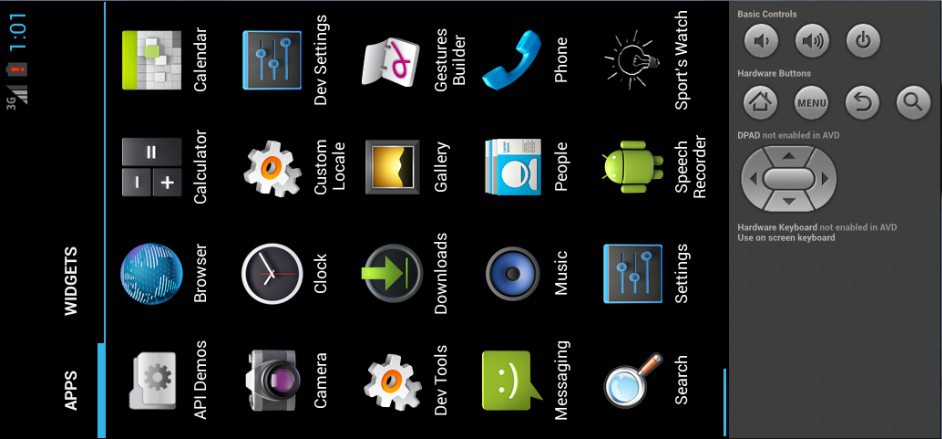 3G 1:01
APPS WIDGETS
API Demos
Browser
Calculator
Calendar
Camera
Clock
Custom
Locale
Dev Settings
Dev Tools
Downloads
Gallery
Gestures
Builder
Messaging
Music
People
Phone
Search
Settings
Speech
Recorder
Sport's Watch
Basic Controls
Hardware Buttons
MENU
DPAD not enabled in AVD
Hardware Keyboard not enabled in AVD
Use on screen keyboard